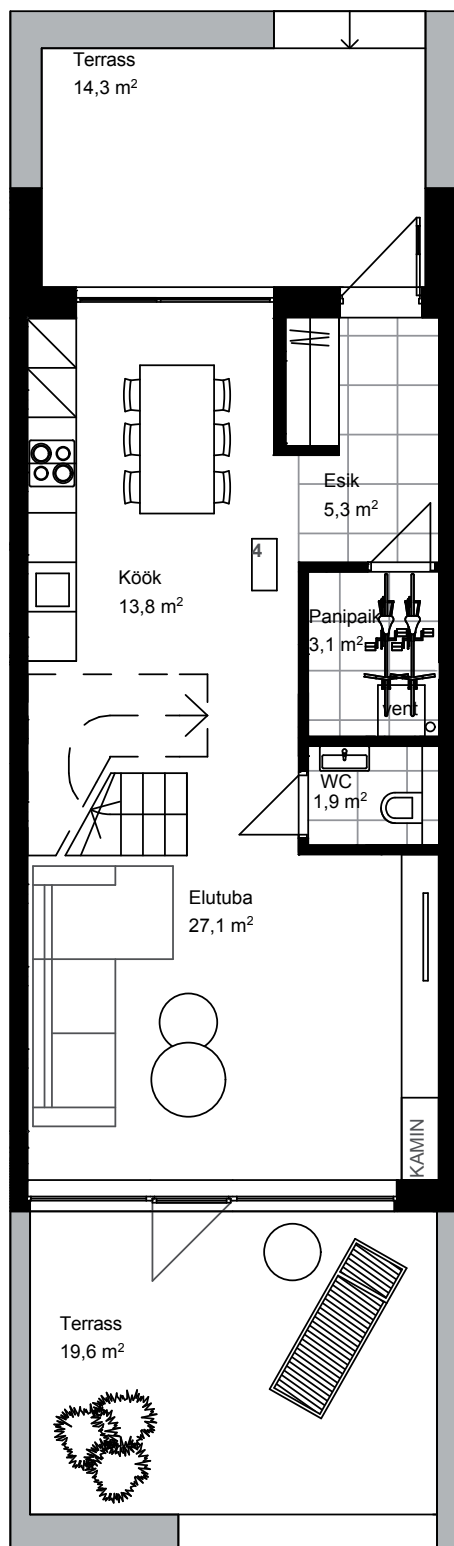 Terrass
14,3 m²
Esik
5,3 m²
4
Köök
13,8 m²
Panipaik
3,1 m²
vent
WC
1,9 m²
Elutuba
27,1 m²
KAMIN
Terrass
19,6 m²